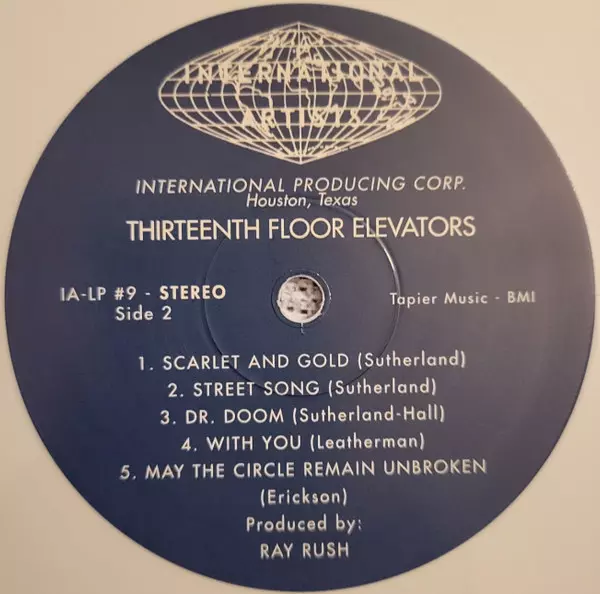 INTERNATIONAL
ARTISTS
INTERNATIONAL PRODUCING CORP.
Houston, Texas
THIRTEENTH FLOOR ELEVATORS
IA-LP #9 - STEREO
Side 2
Tapier Music - BMI
1. SCARLET AND GOLD (Sutherland)
2. STREET SONG (Sutherland)
3. DR. DOOM (Sutherland-Hall)
4. WITH YOU (Leatherman)
5. MAY THE CIRCLE REMAIN UNBROKEN
(Erickson)
Produced by:
RAY RUSH